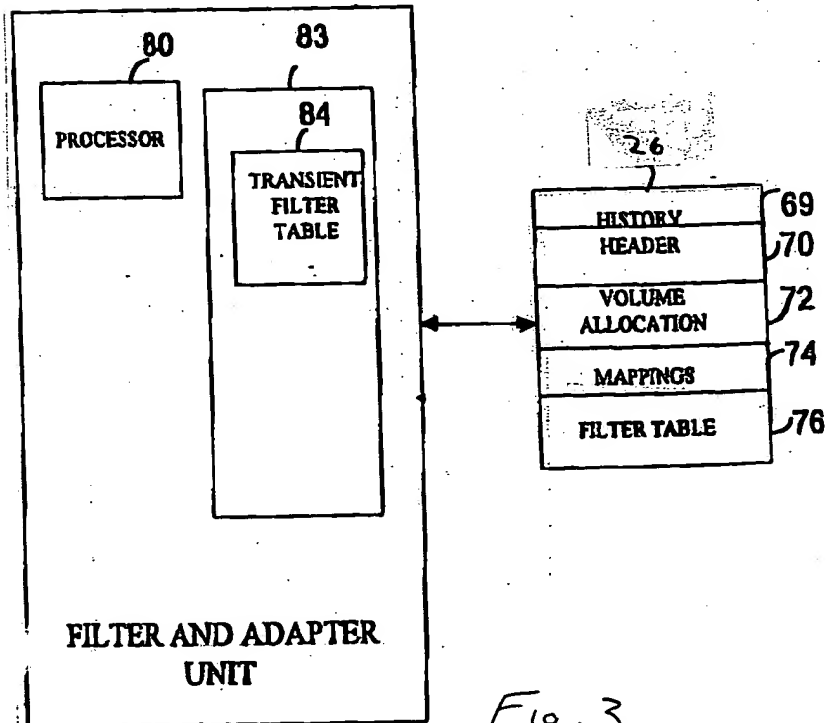 80
83
PROCESSOR
84
TRANSIENT
FILTER
TABLE
26
HISTORY
69
HEADER
70
VOLUME
ALLOCATION
72
MAPPINGS
74
FILTER TABLE
76
FILTER AND ADAPTER
UNIT
Fig. 3